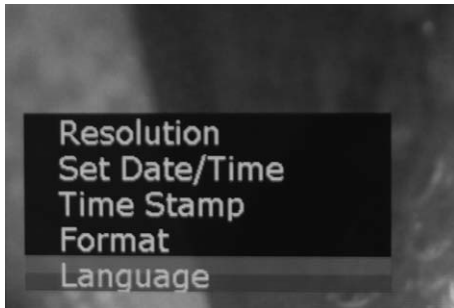 Resolution
Set Date/Time
Time Stamp
Format
Language